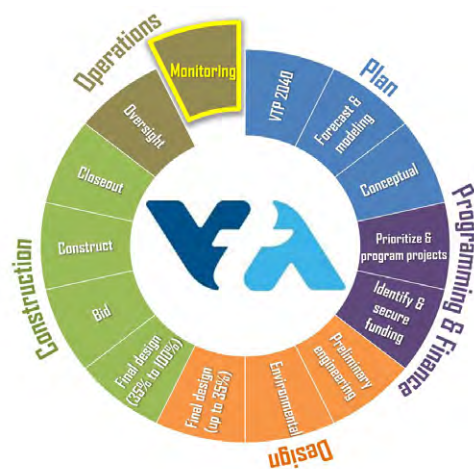 Plan
VTP 2040
Forecast &
modeling
Conceptual
Programming & Finance
Prioritize &
program projects
Identify &
secure
funding
Design
Preliminary
engineering
Environmental
Final design
(up to 35%)
Construction
Final design
(35% to 100%)
Bid
Construct
Closeout
Operations
Oversight
Monitoring
VTA